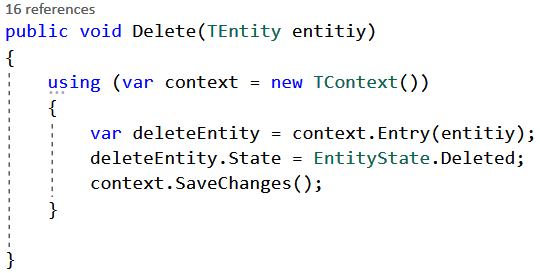 16 references
public void Delete(TEntity entitiy)
{
    using (var context = new TContext())
    {
        var deleteEntity = context.Entry(entitiy);
        deleteEntity.State = EntityState.Deleted;
        context.SaveChanges();
    }
}